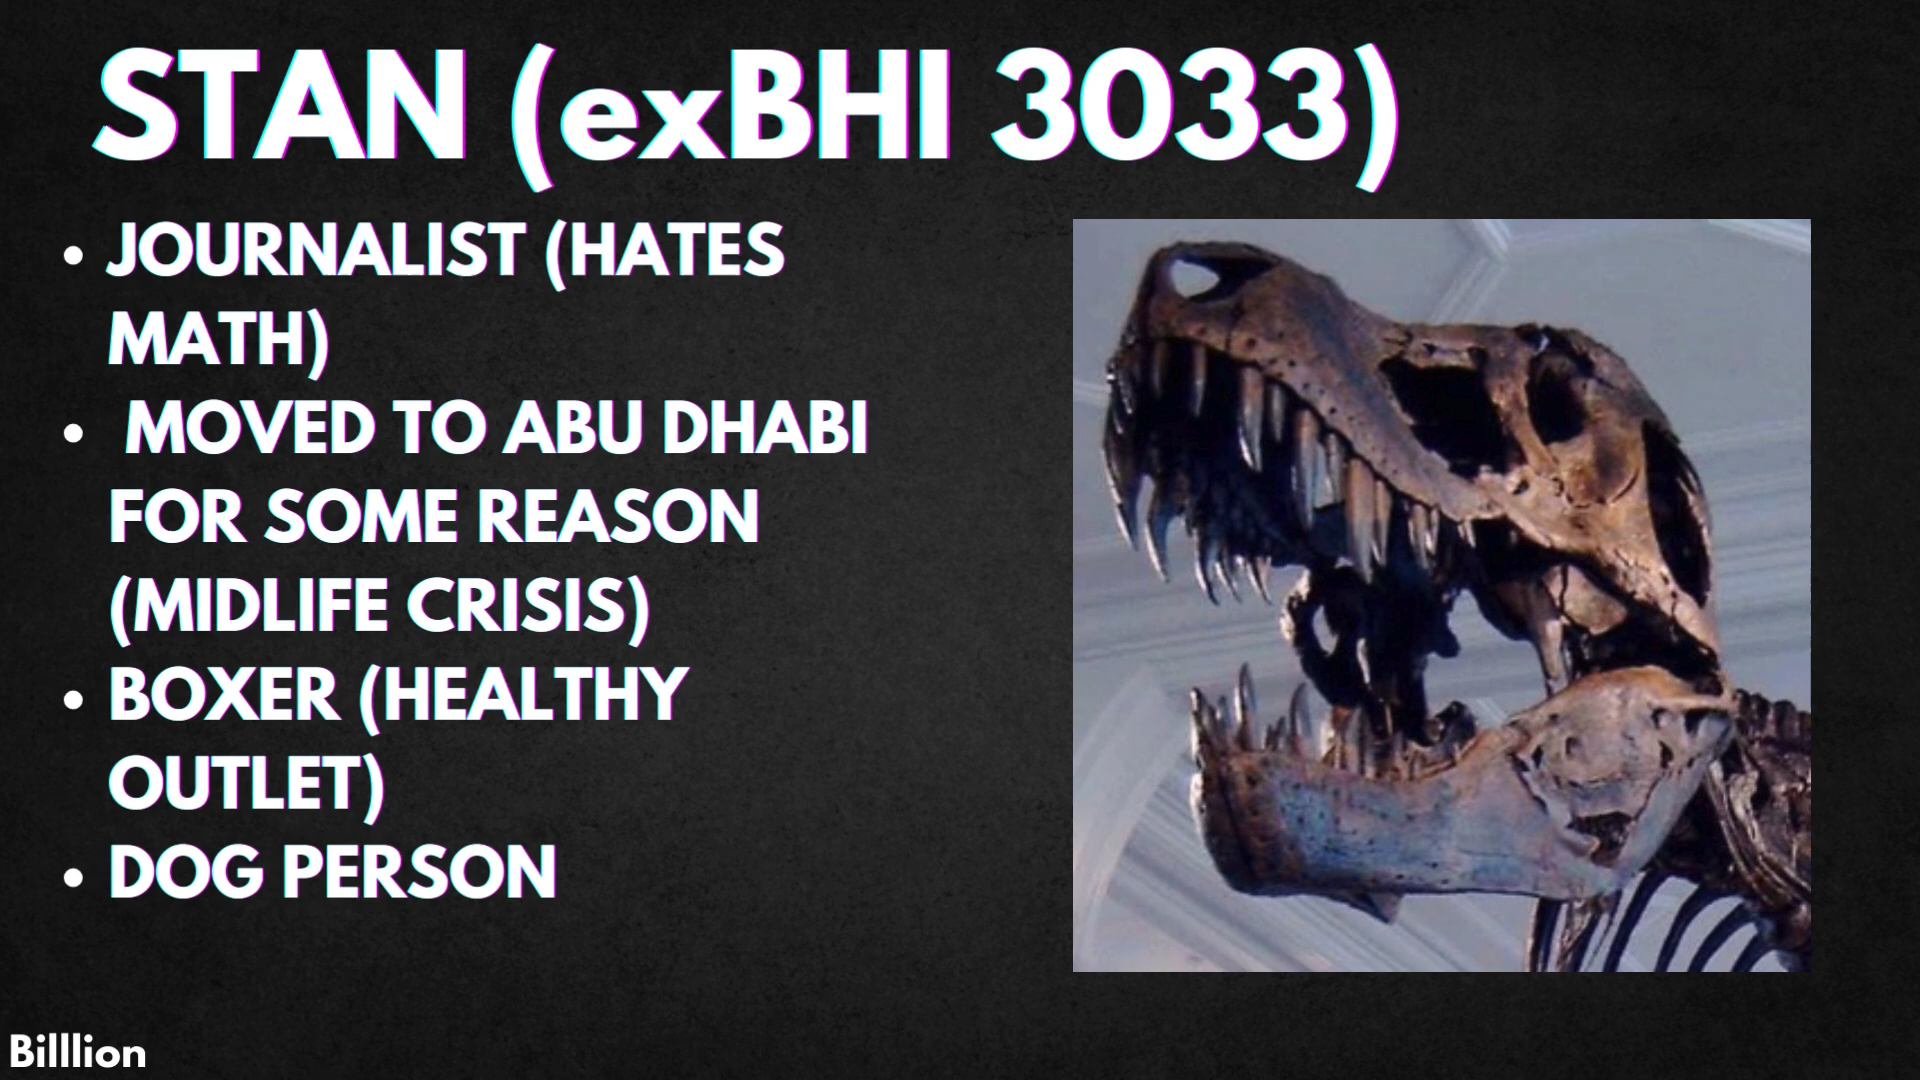 STAN (exBHI 3033)
• JOURNALIST (HATES
MATH)
• MOVED TO ABU DHABI
FOR SOME REASON
(MIDLIFE CRISIS)
• BOXER (HEALTHY
OUTLET)
• DOG PERSON
Billlion